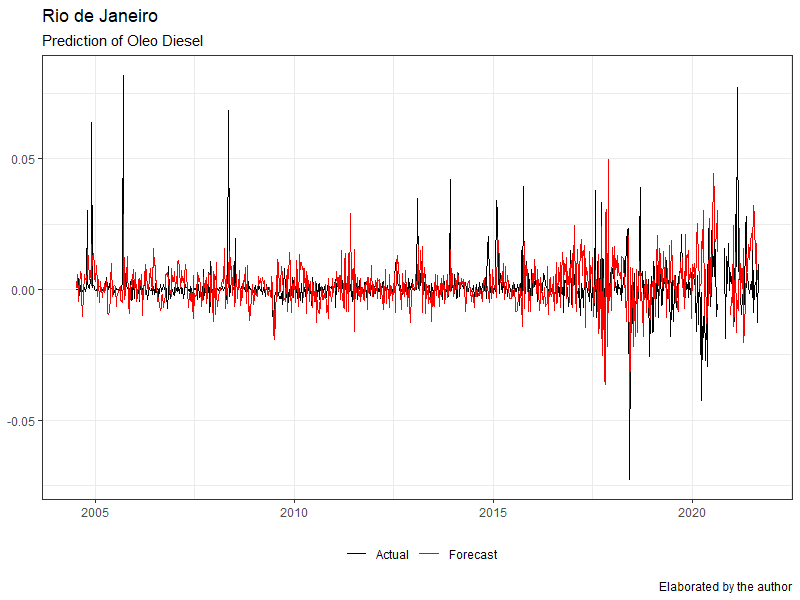 Rio de Janeiro
Prediction of Oleo Diesel
0.05
0.00
-0.05
2005 2010 2015 2020
Actual Forecast
Elaborated by the author